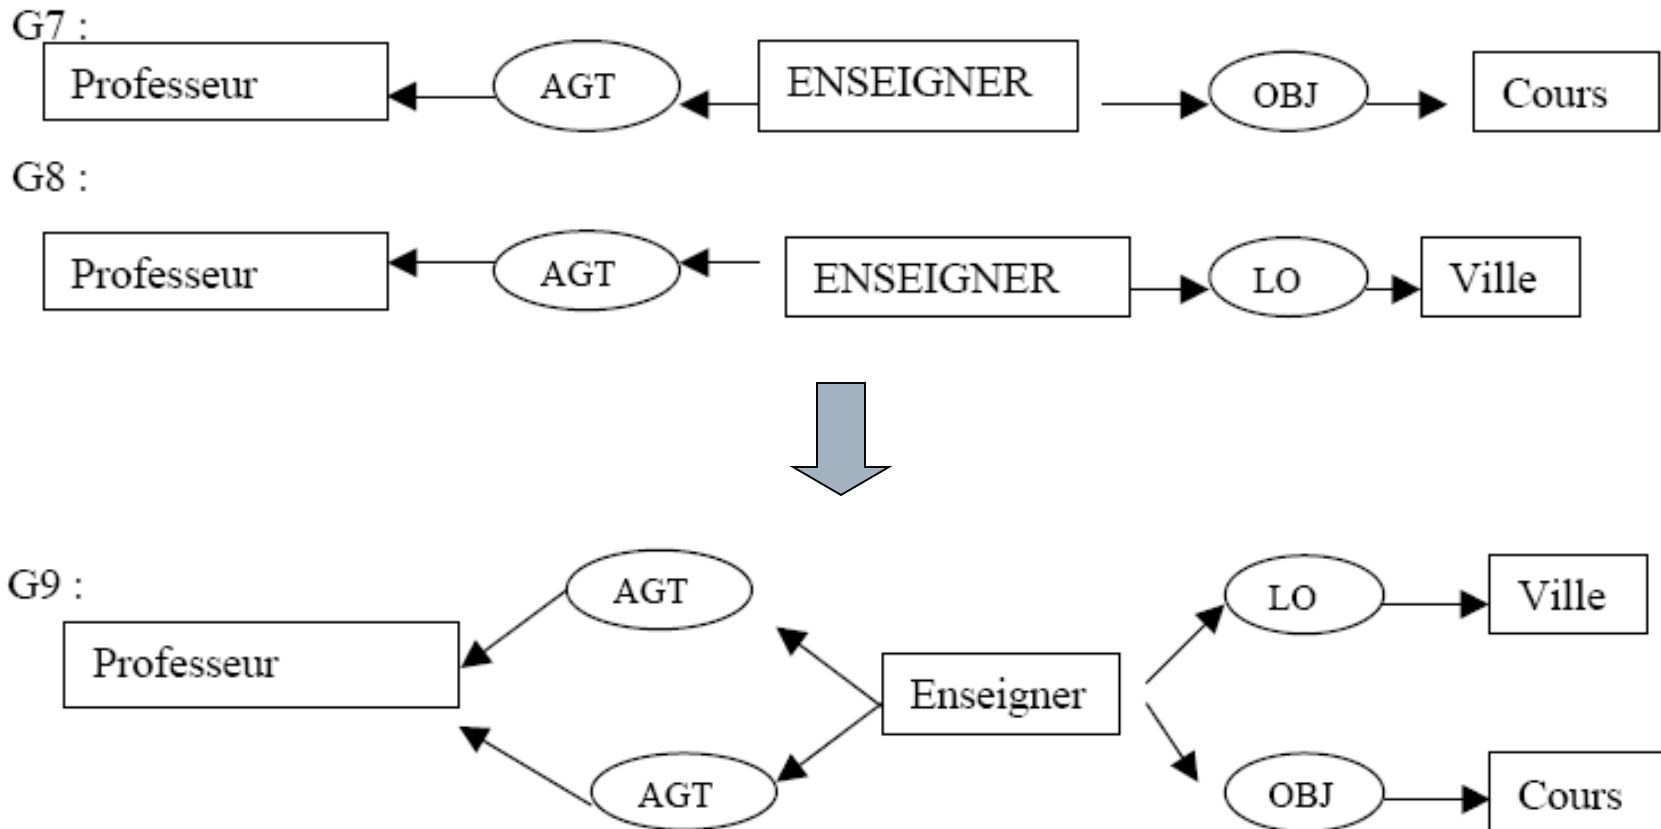 G7 :
Professeur AGT ENSEIGNER OBJ Cours
G8 :
Professeur AGT ENSEIGNER LO Ville
G9 :
AGT LO Ville
Professeur Enseigner
AGT OBJ Cours